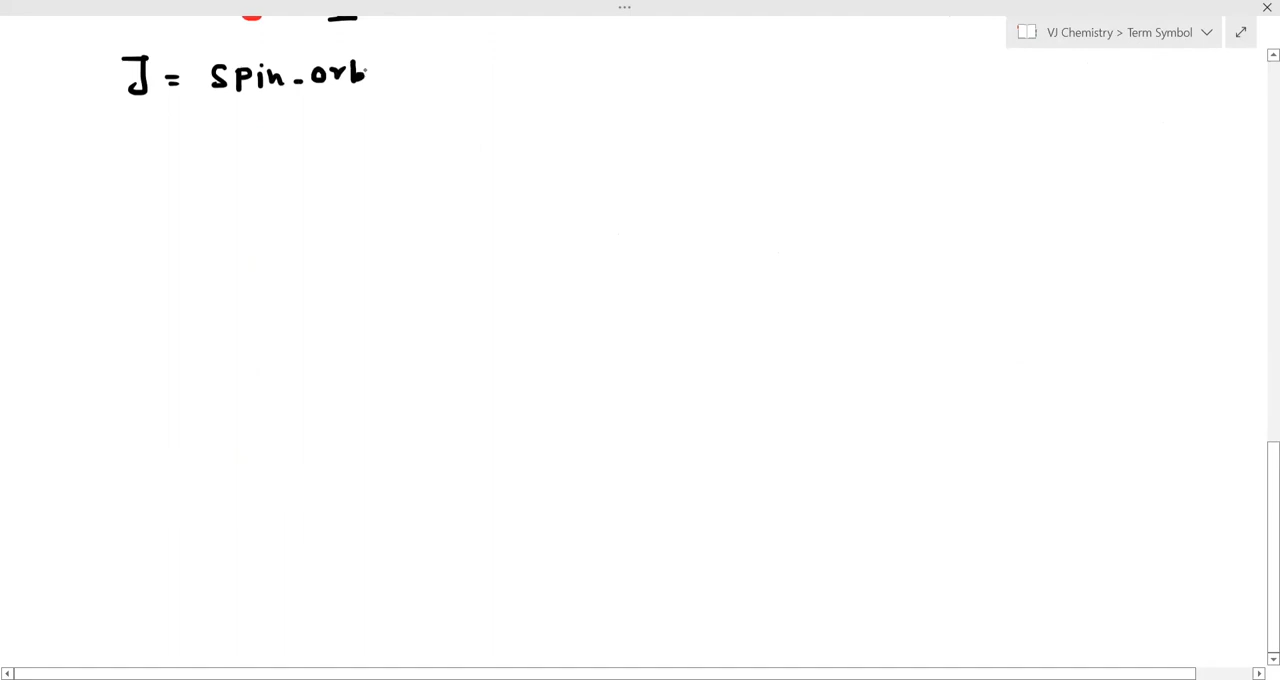 VJ Chemistry > Term Symbol
J = Spin-orb